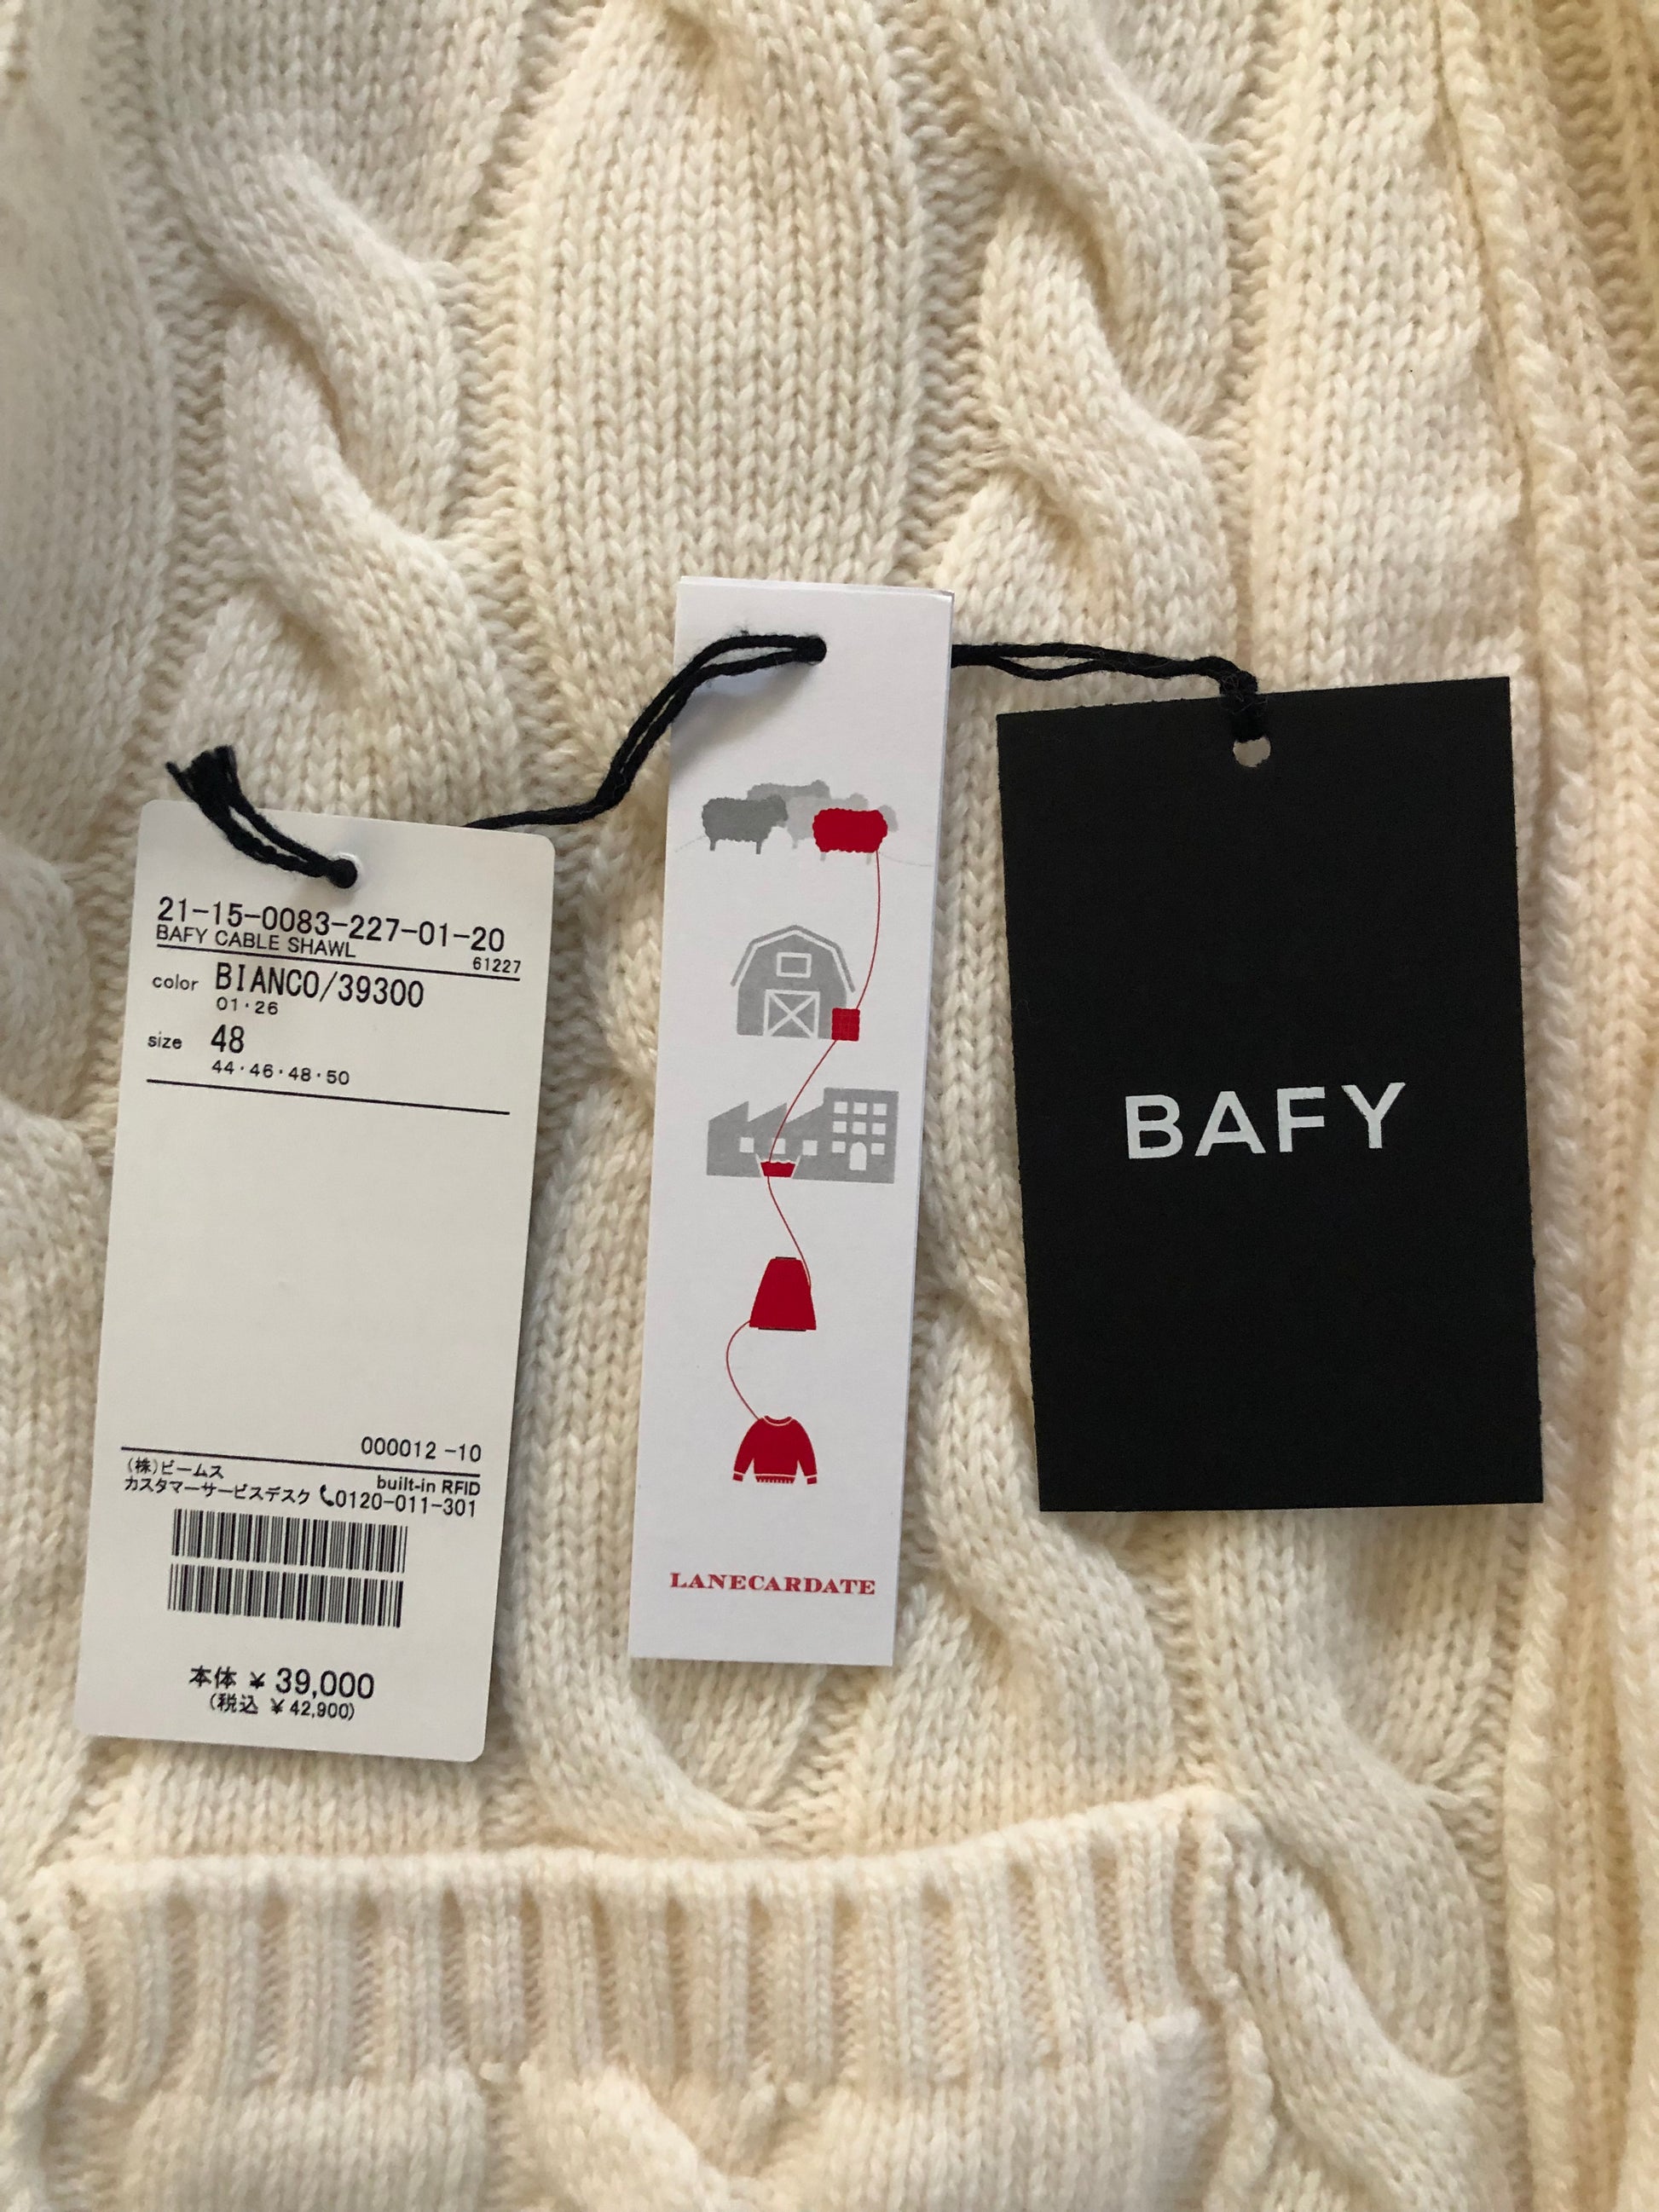 21-15-0083-227-01-20
BAFY CABLE SHAWL
61227
color BIANCO/39300
01・26
size 48
44・46・48・50
000012 -10
(株)ビームス
built-in RFID
カスタマーサービスデスク 0120-011-301
本体 ¥ 39,000
(税込 ¥ 42,900)
LANECARDATE
BAFY